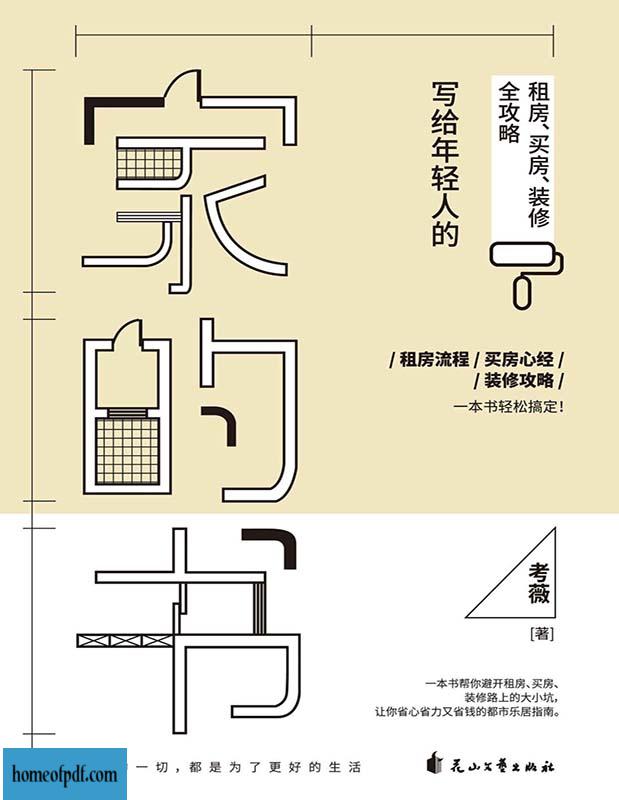 家的书
写给年轻人的
租房、买房、装修
全攻略
/ 租房流程 / 买房心经 /
/ 装修攻略 /
一本书轻松搞定!
考薇
[著]
一本书帮你避开租房、买房、
装修路上的大小坑,
让你省心省力又省钱的都市乐居指南。
一切,都是为了更好的生活
花山文艺出版社
homeofpdf.com